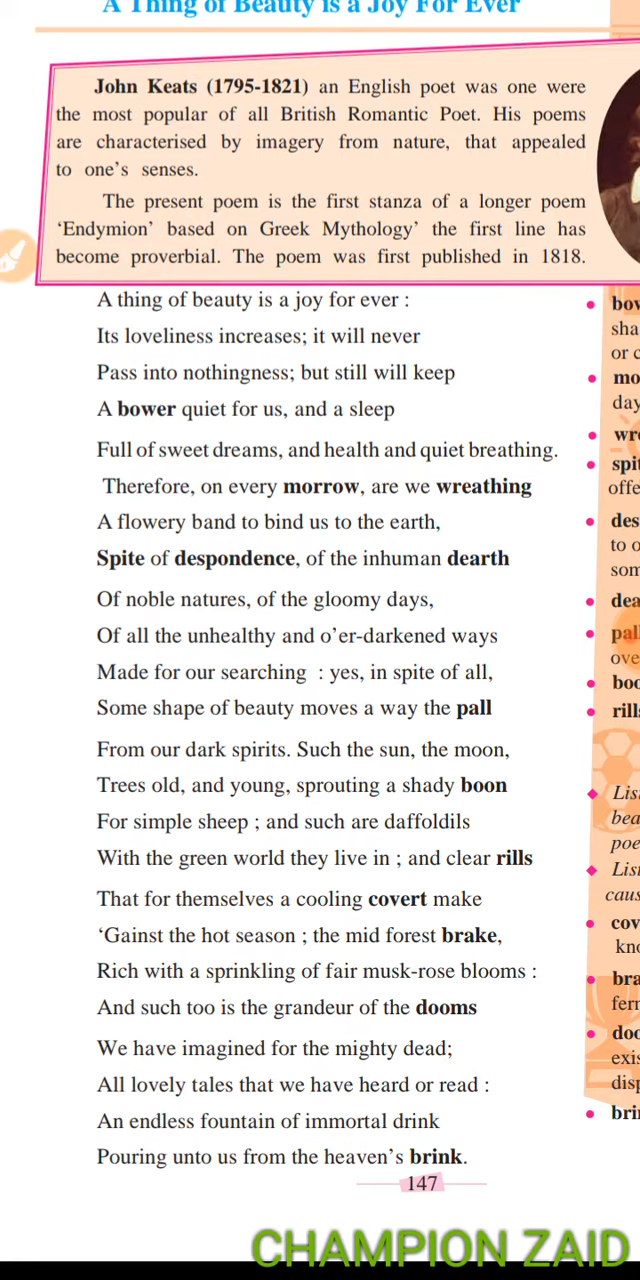 A Thing of Beauty is a Joy For Ever
John Keats (1795-1821) an English poet was one were
the most popular of all British Romantic Poet. His poems
are characterised by imagery from nature, that appealed
to one's senses.
The present poem is the first stanza of a longer poem
‘Endymion’ based on Greek Mythology’ the first line has
become proverbial. The poem was first published in 1818.
A thing of beauty is a joy for ever :
Its loveliness increases; it will never
Pass into nothingness; but still will keep
A bower quiet for us, and a sleep
Full of sweet dreams, and health and quiet breathing.
Therefore, on every morrow, are we wreathing
A flowery band to bind us to the earth,
Spite of despondence, of the inhuman dearth
Of noble natures, of the gloomy days,
Of all the unhealthy and o’er-darkened ways
Made for our searching : yes, in spite of all,
Some shape of beauty moves a way the pall
From our dark spirits. Such the sun, the moon,
Trees old, and young, sprouting a shady boon
For simple sheep ; and such are daffoldils
With the green world they live in ; and clear rills
That for themselves a cooling covert make
‘Gainst the hot season ; the mid forest brake,
Rich with a sprinkling of fair musk-rose blooms :
And such too is the grandeur of the dooms
We have imagined for the mighty dead;
All lovely tales that we have heard or read :
An endless fountain of immortal drink
Pouring unto us from the heaven’s brink.
147
or
day
to
CHAMPION ZAID